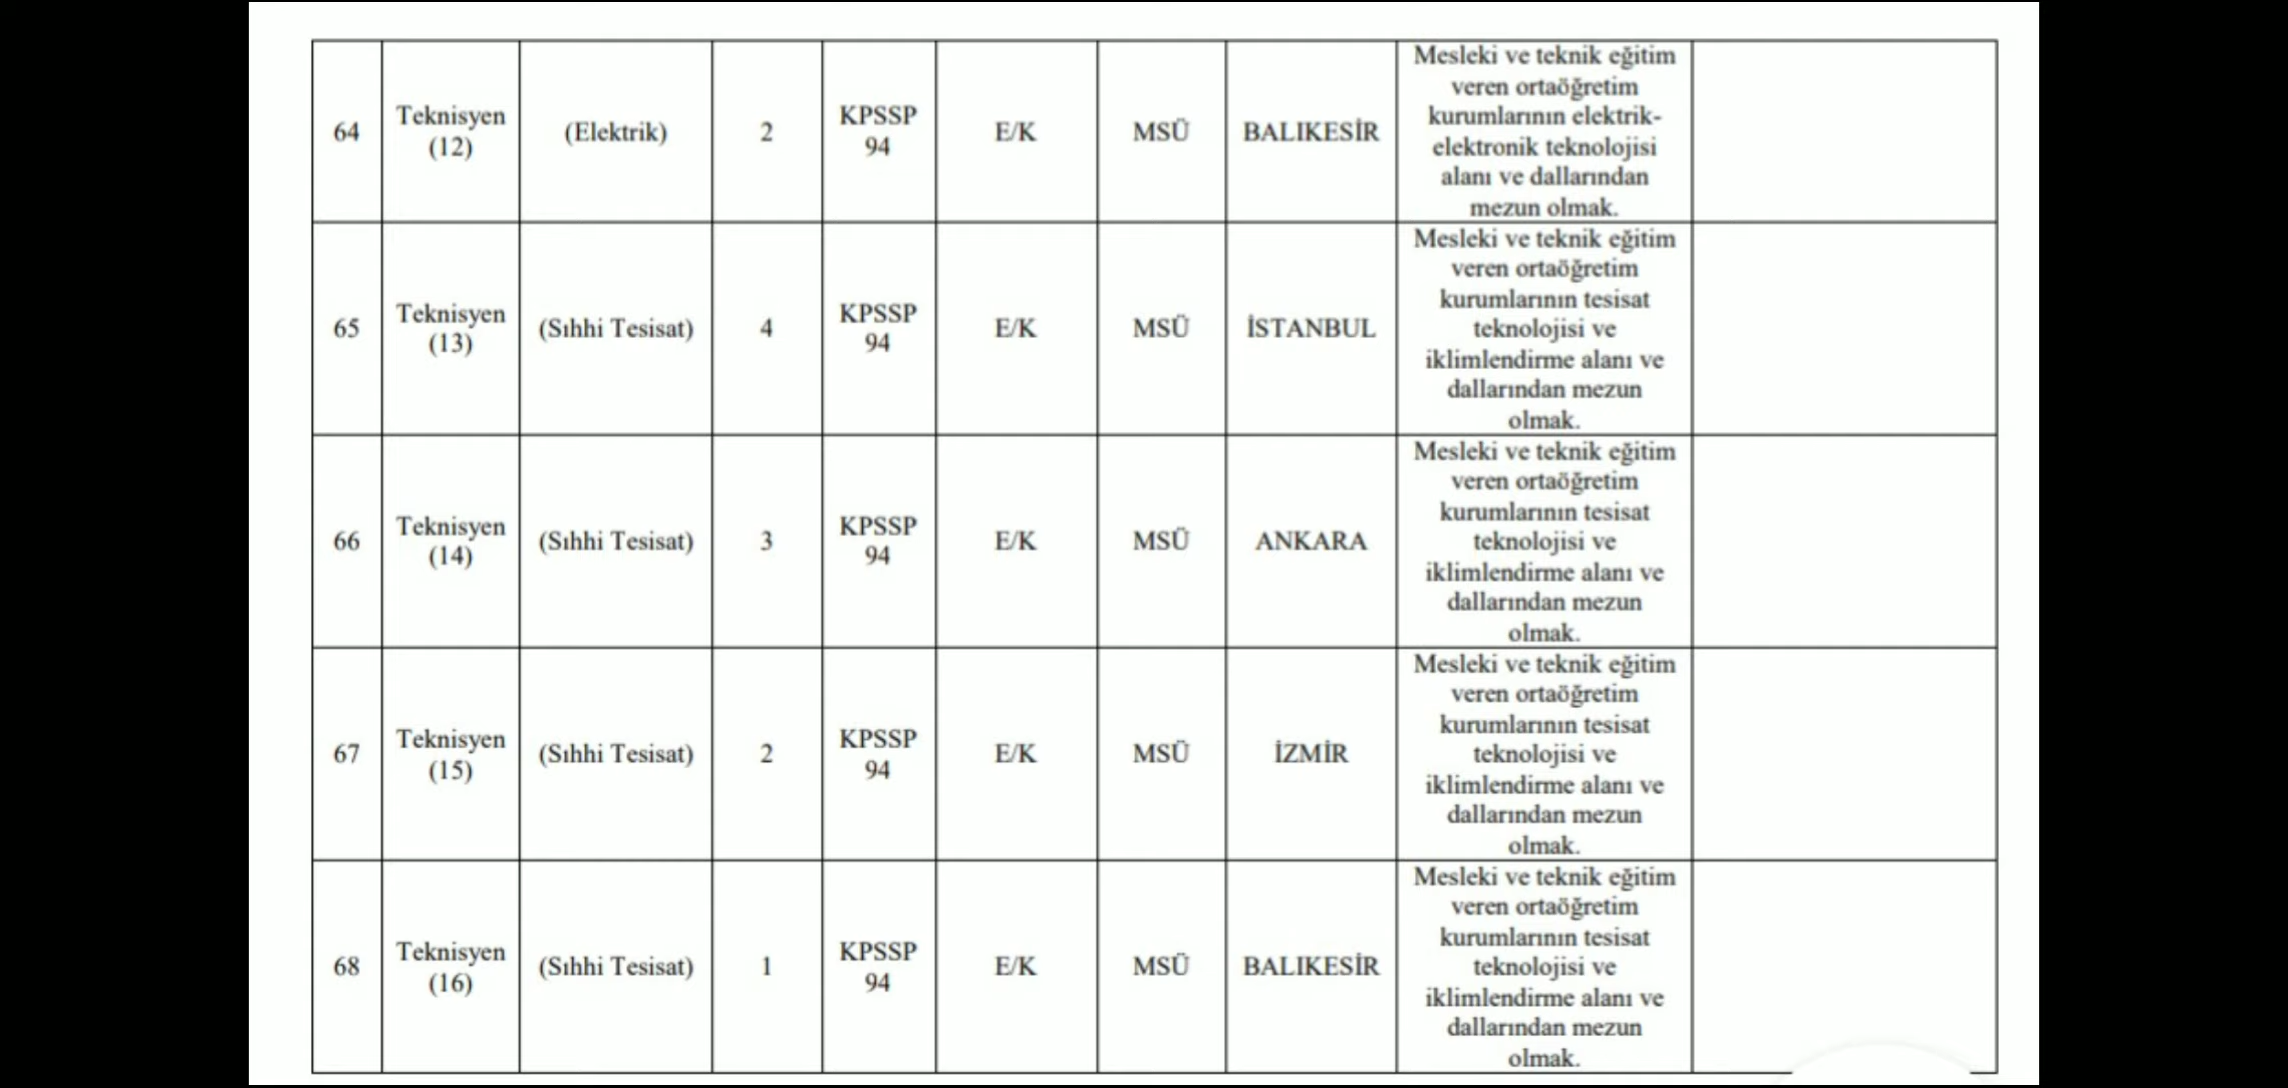 64
Teknisyen
(12)
(Elektrik)
2
KPSSP
94
E/K
MSÜ
BALIKESİR
Mesleki ve teknik eğitim
veren ortaöğretim
kurumlarının elektrik-
elektronik teknolojisi
alanı ve dallarından
mezun olmak.
65
Teknisyen
(13)
(Sıhhi Tesisat)
4
KPSSP
94
E/K
MSÜ
İSTANBUL
Mesleki ve teknik eğitim
veren ortaöğretim
kurumlarının tesisat
teknolojisi ve
iklimlendirme alanı ve
dallarından mezun
olmak.
66
Teknisyen
(14)
(Sıhhi Tesisat)
3
KPSSP
94
E/K
MSÜ
ANKARA
Mesleki ve teknik eğitim
veren ortaöğretim
kurumlarının tesisat
teknolojisi ve
iklimlendirme alanı ve
dallarından mezun
olmak.
67
Teknisyen
(15)
(Sıhhi Tesisat)
2
KPSSP
94
E/K
MSÜ
İZMİR
Mesleki ve teknik eğitim
veren ortaöğretim
kurumlarının tesisat
teknolojisi ve
iklimlendirme alanı ve
dallarından mezun
olmak.
68
Teknisyen
(16)
(Sıhhi Tesisat)
1
KPSSP
94
E/K
MSÜ
BALIKESİR
Mesleki ve teknik eğitim
veren ortaöğretim
kurumlarının tesisat
teknolojisi ve
iklimlendirme alanı ve
dallarından mezun
olmak.